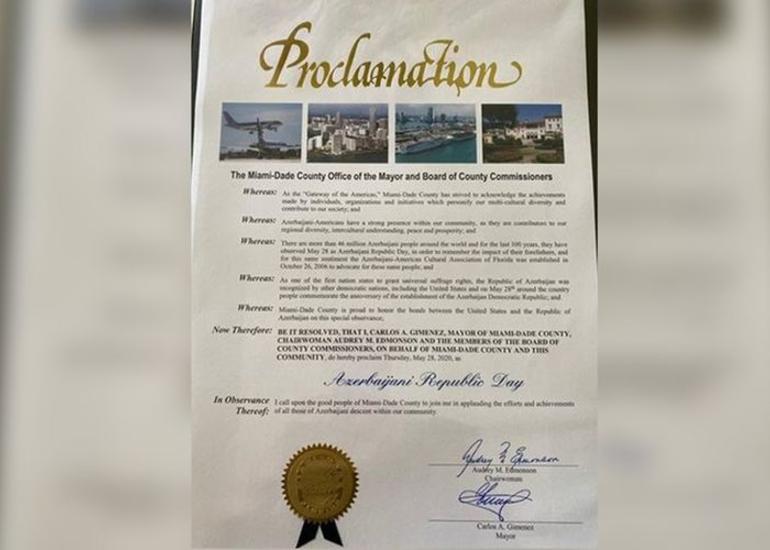 Proclamation
The Miami-Dade County Office of the Mayor and Board of County Commissioners
Whereas: As the "Gateway of the Americas," Miami-Dade County has strived to acknowledge the achievements
made by individuals, organizations and initiatives which personify our multi-cultural diversity and
contribute to our society; and
Whereas: Azerbaijani-Americans have a strong presence within our community, as they are contributors to our
regional diversity, intercultural understanding, peace and prosperity; and
Whereas: There are more than 46 million Azerbaijani people around the world and for the last 100 years, they have
observed May 28 as Azerbaijani Republic Day, in order to remember the impact of their forefathers, and
for this same sentiment the Azerbaijan-American Cultural Association of Florida was established in
October 26, 2006 to advocate for these same people; and
Whereas: As one of the first nation states to grant universal suffrage rights, the Republic of Azerbaijan was
recognized by other democratic nations, including the United States and on May 28th around the country
people commemorate the anniversary of the establishment of the Azerbaijan Democratic Republic; and
Whereas: Miami-Dade County is proud to honor the bonds between the United States and the Republic of
Azerbaijan on this special observance;
Now Therefore: BE IT RESOLVED, THAT I, CARLOS A. GIMENEZ, MAYOR OF MIAMI-DADE COUNTY,
CHAIRWOMAN AUDREY M. EDMONSON AND THE MEMBERS OF THE BOARD OF
COUNTY COMMISSIONERS, ON BEHALF OF MIAMI-DADE COUNTY AND THIS
COMMUNITY, do hereby proclaim Thursday, May 28, 2020, as
Azerbaijani Republic Day
In Observance Thereof: I call upon the good people of Miami-Dade County to join me in applauding the efforts and achievements
of all those of Azerbaijani descent within our community.
Audrey M. Edmonson
Audrey M. Edmonson
Chairwoman
Carlos A. Gimenez
Mayor